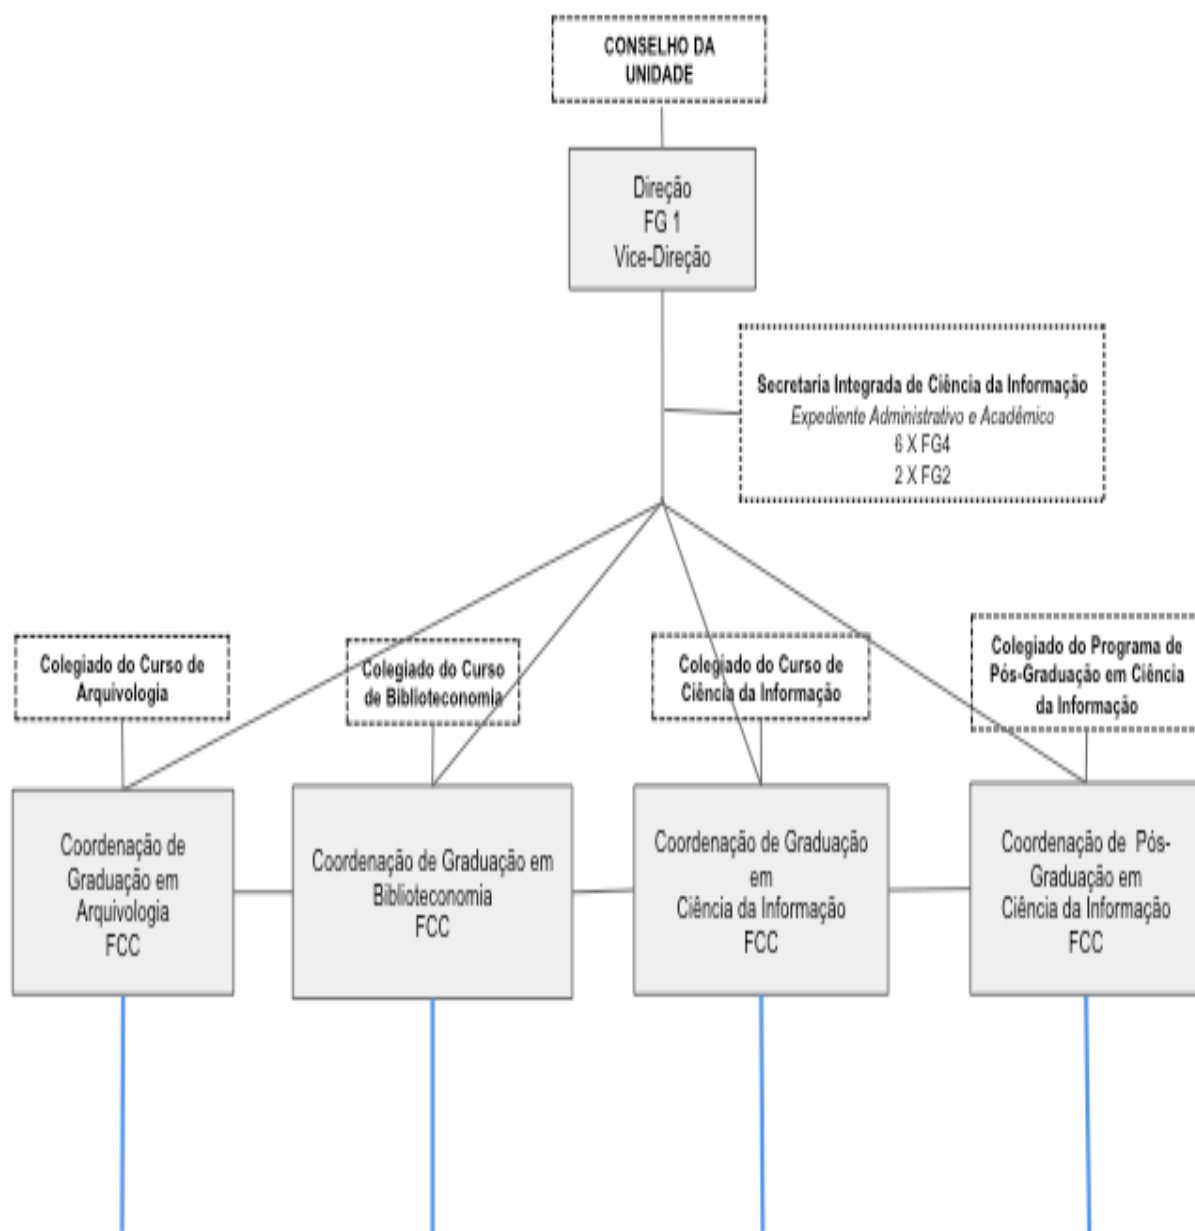 CONSELHO DA
UNIDADE
Direção
FG 1
Vice-Direção
Secretaria Integrada de Ciência da Informação
Expediente Administrativo e Acadêmico
6 X FG4
2 X FG2
Colegiado do Curso de
Arquivologia
Colegiado do Curso
de Biblioteconomia
Colegiado do Curso de
Ciência da Informação
Colegiado do Programa de
Pós-Graduação em Ciência
da Informação
Coordenação de
Graduação em
Arquivologia
FCC
Coordenação de Graduação em
Biblioteconomia
FCC
Coordenação de Graduação
em
Ciência da Informação
FCC
Coordenação de Pós-
Graduação em
Ciência da Informação
FCC